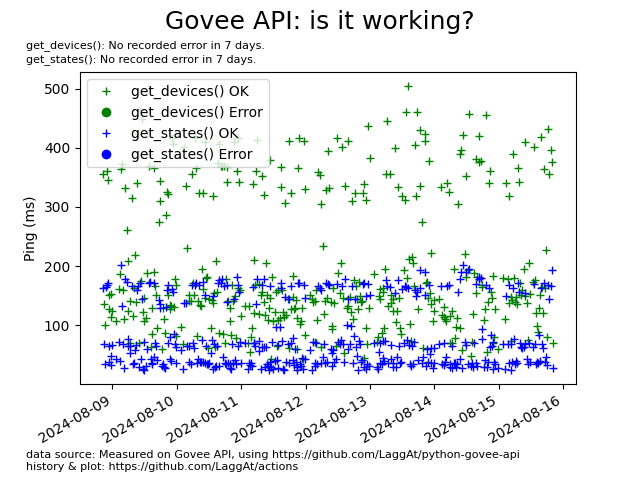 Govee API: is it working?
get_devices(): No recorded error in 7 days.
get_states(): No recorded error in 7 days.
get_devices() OK
get_devices() Error
get_states() OK
get_states() Error
Ping (ms)
500
400
300
200
100
2024-08-09
2024-08-10
2024-08-11
2024-08-12
2024-08-13
2024-08-14
2024-08-15
2024-08-16
data source: Measured on Govee API, using https://github.com/LaggAt/python-govee-api
history & plot: https://github.com/LaggAt/actions